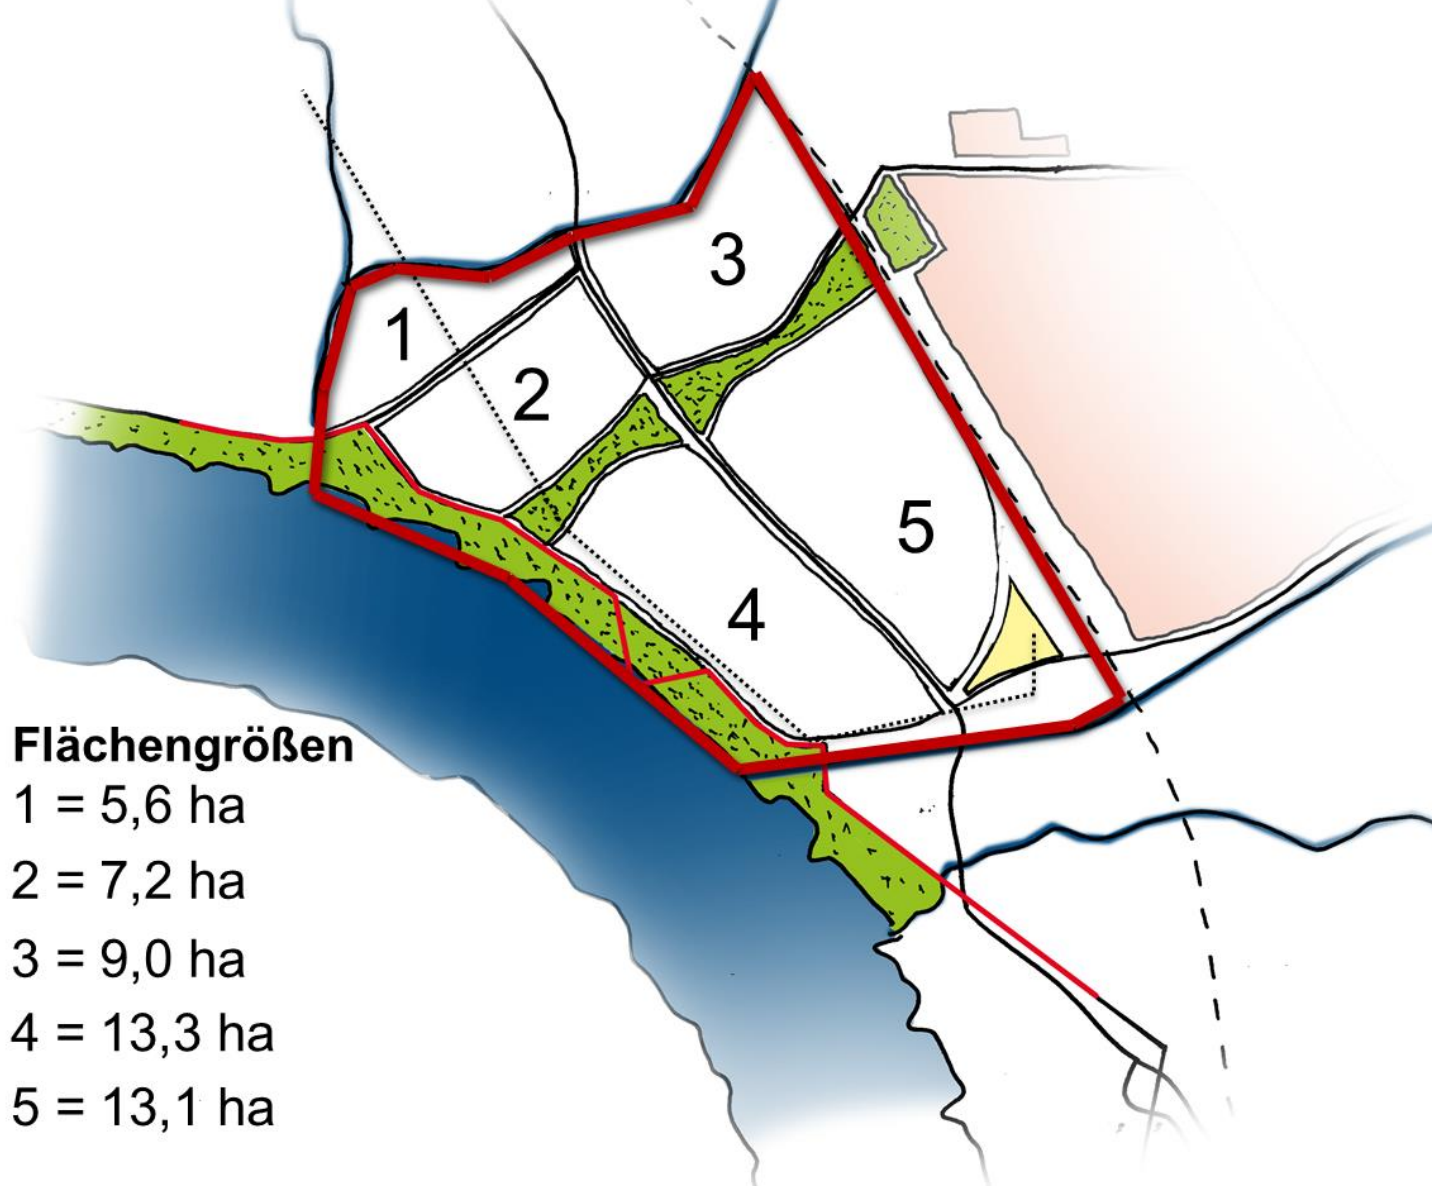 3
1
2
5
4
Flächengrößen
1 = 5,6 ha
2 = 7,2 ha
3 = 9,0 ha
4 = 13,3 ha
5 = 13,1 ha